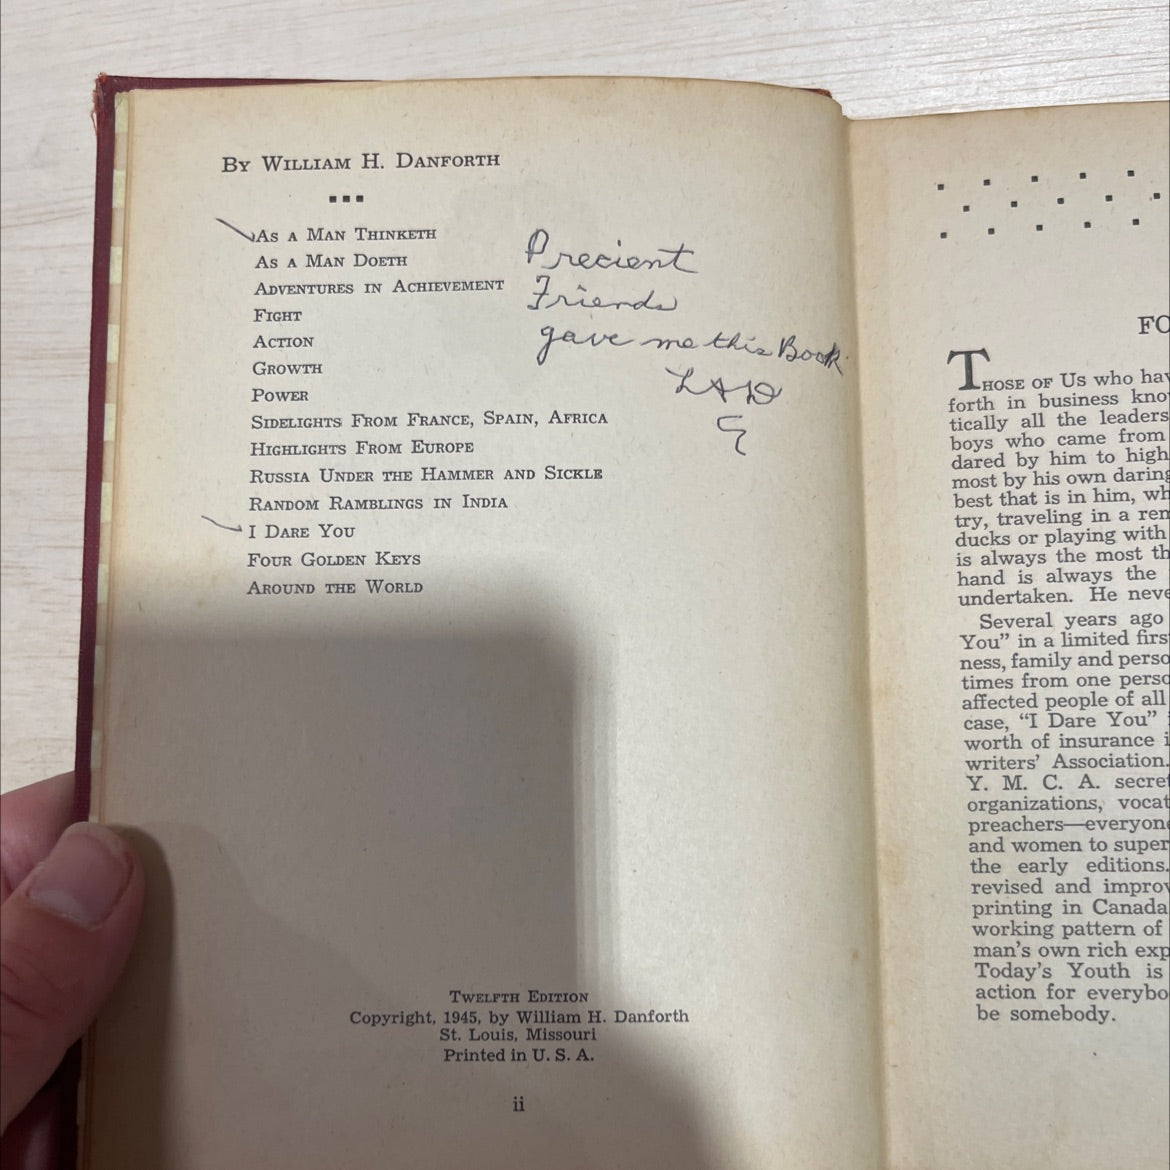 By William H. Danforth
As a Man Thinketh
As a Man Doeth
Adventures in Achievement
Fight
Action
Growth
Power
Sidelights From France, Spain, Africa
Highlights From Europe
Russia Under the Hammer and Sickle
Random Ramblings in India
I Dare You
Four Golden Keys
Around the World
Precient
Friends
gave me this Book
LAD
Twelfth Edition
Copyright, 1945, by William H. Danforth
St. Louis, Missouri
Printed in U. S. A.
ii
FO
Those of Us who hav
forth in business kno
tically all the leaders
boys who came from
dared by him to high
most by his own daring
best that is in him, wh
try, traveling in a rem
ducks or playing with
is always the most th
hand is always the
undertaken. He neve
Several years ago
You" in a limited firs
ness, family and perso
times from one perso
affected people of all
case, "I Dare You" i
worth of insurance i
writers' Association.
Y. M. C. A. secret
organizations, vocat
preachers—everyone
and women to super
the early editions.
revised and improv
printing in Canada
working pattern of
man's own rich exp
Today's Youth is
action for everybo
be somebody.